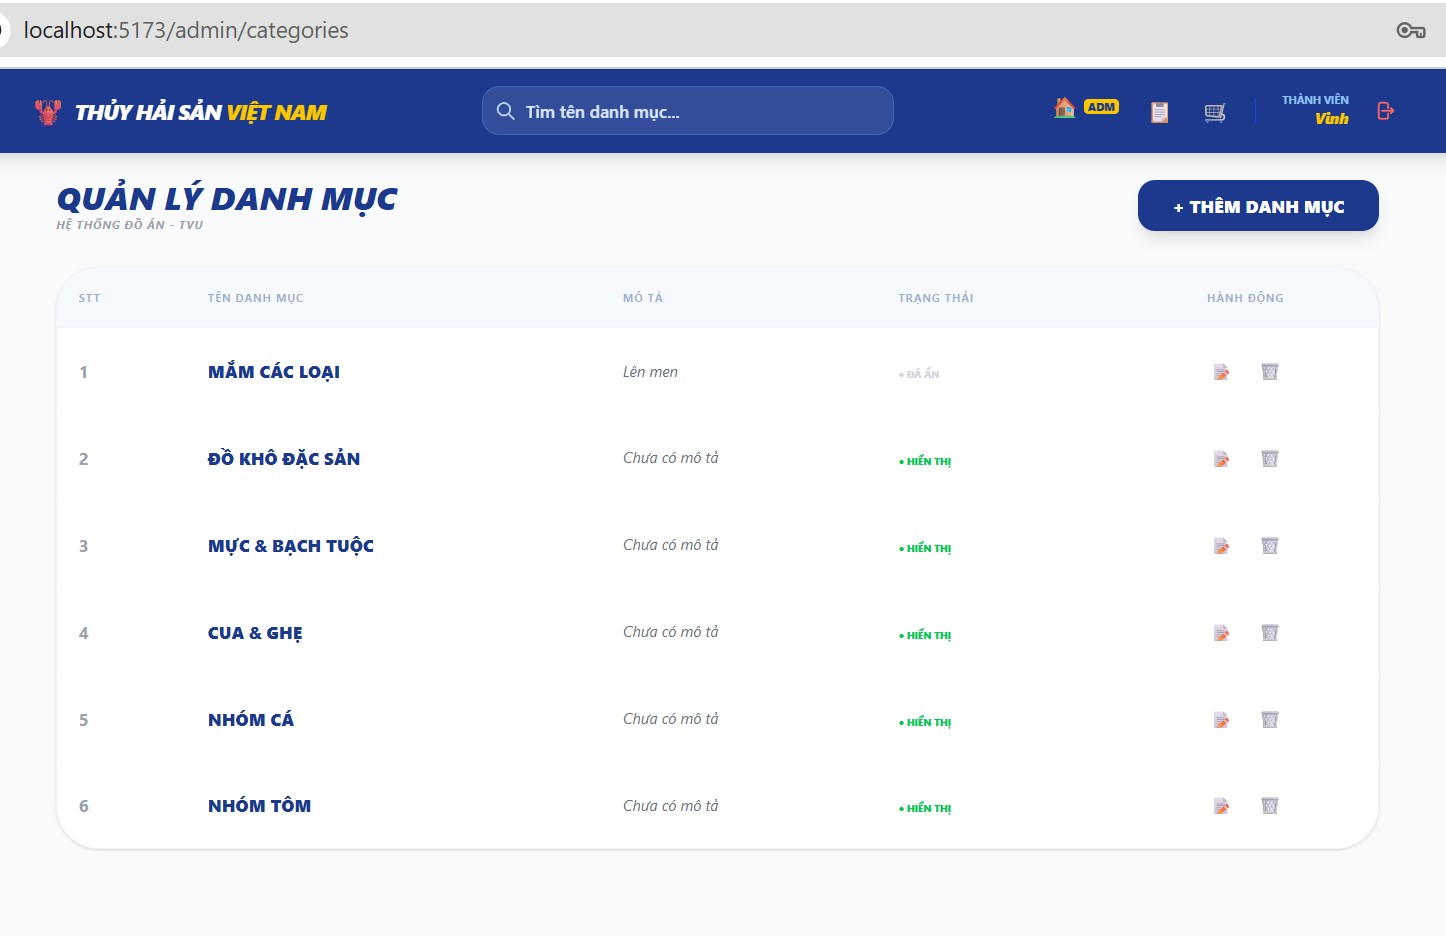 localhost:5173/admin/categories
THỦY HẢI SẢN VIỆT NAM
Tìm tên danh mục...
ADM
THÀNH VIÊN
Vinh
QUẢN LÝ DANH MỤC
HỆ THỐNG ĐỒ ÁN - TVU
+ THÊM DANH MỤC
STT TÊN DANH MỤC MÔ TẢ TRẠNG THÁI HÀNH ĐỘNG
1 MẮM CÁC LOẠI Lên men • ĐÃ ẨN
2 ĐỒ KHÔ ĐẶC SẢN Chưa có mô tả • HIỂN THỊ
3 MỰC & BẠCH TUỘC Chưa có mô tả • HIỂN THỊ
4 CUA & GHẸ Chưa có mô tả • HIỂN THỊ
5 NHÓM CÁ Chưa có mô tả • HIỂN THỊ
6 NHÓM TÔM Chưa có mô tả • HIỂN THỊ